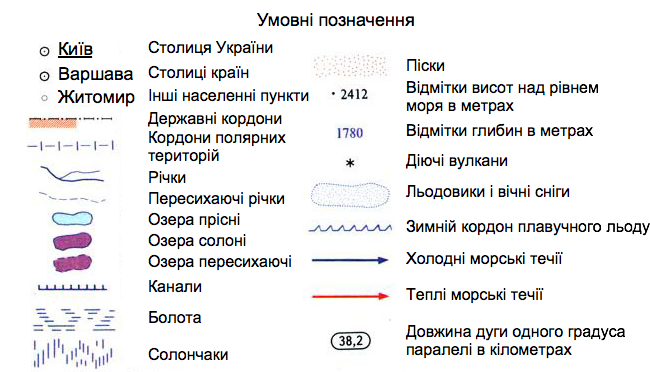 Умовні позначення
Київ
Столиця України
Варшава
Столиці країн
Житомир
Інші населенні пункти
Державні кордони
Кордони полярних
територій
Річки
Пересихаючі річки
Озера прісні
Озера солоні
Озера пересихаючі
Канали
Болота
Солончаки
Піски
2412
Відмітки висот над рівнем
моря в метрах
1780
Відмітки глибин в метрах
Діючі вулкани
Льодовики і вічні сніги
Зимній кордон плавучного льоду
Холодні морські течії
Теплі морські течії
38,2
Довжина дуги одного градуса
паралелі в кілометрах